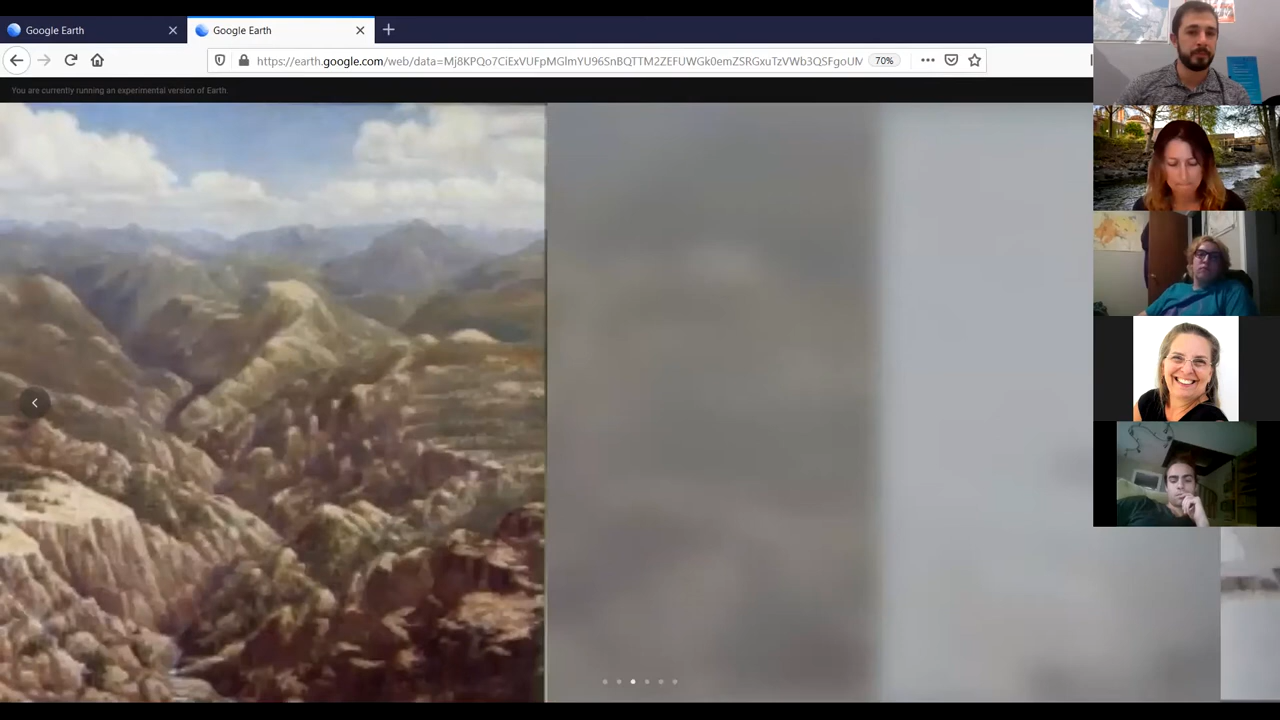 Google Earth
Google Earth
https://earth.google.com/web/data=Mj8KPQo7CiExVUFpMGlmYU96SnBQTTM2ZEFUWGk0emZSRGxuTzVWb3QSFgoUM
70%
You are currently running an experimental version of Earth.